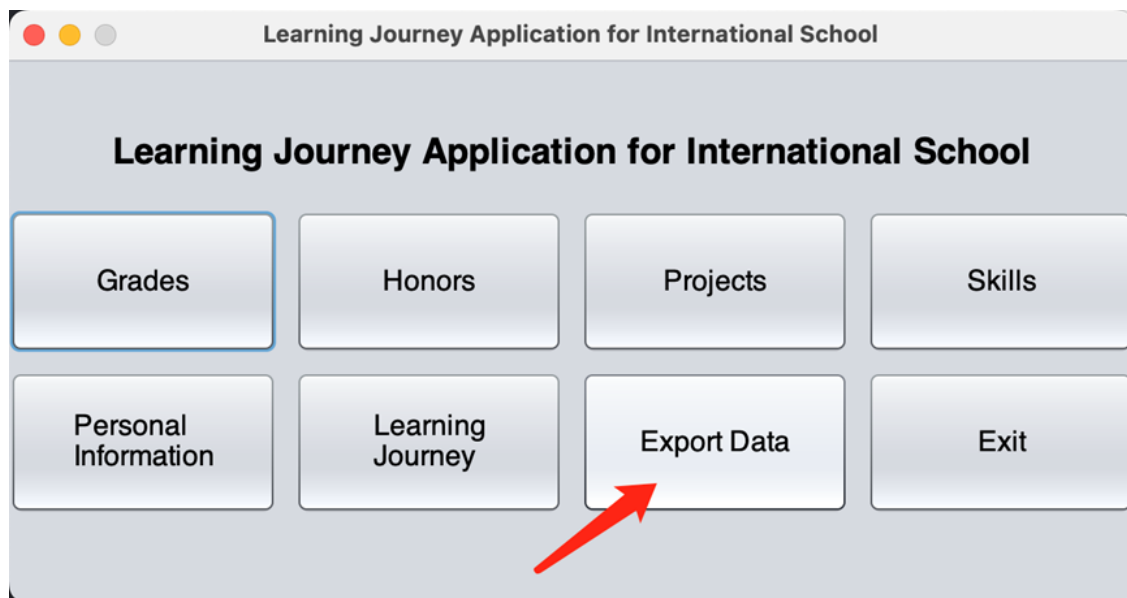 Learning Journey Application for International School
Learning Journey Application for International School
Grades
Honors
Projects
Skills
Personal
Information
Learning
Journey
Export Data
Exit